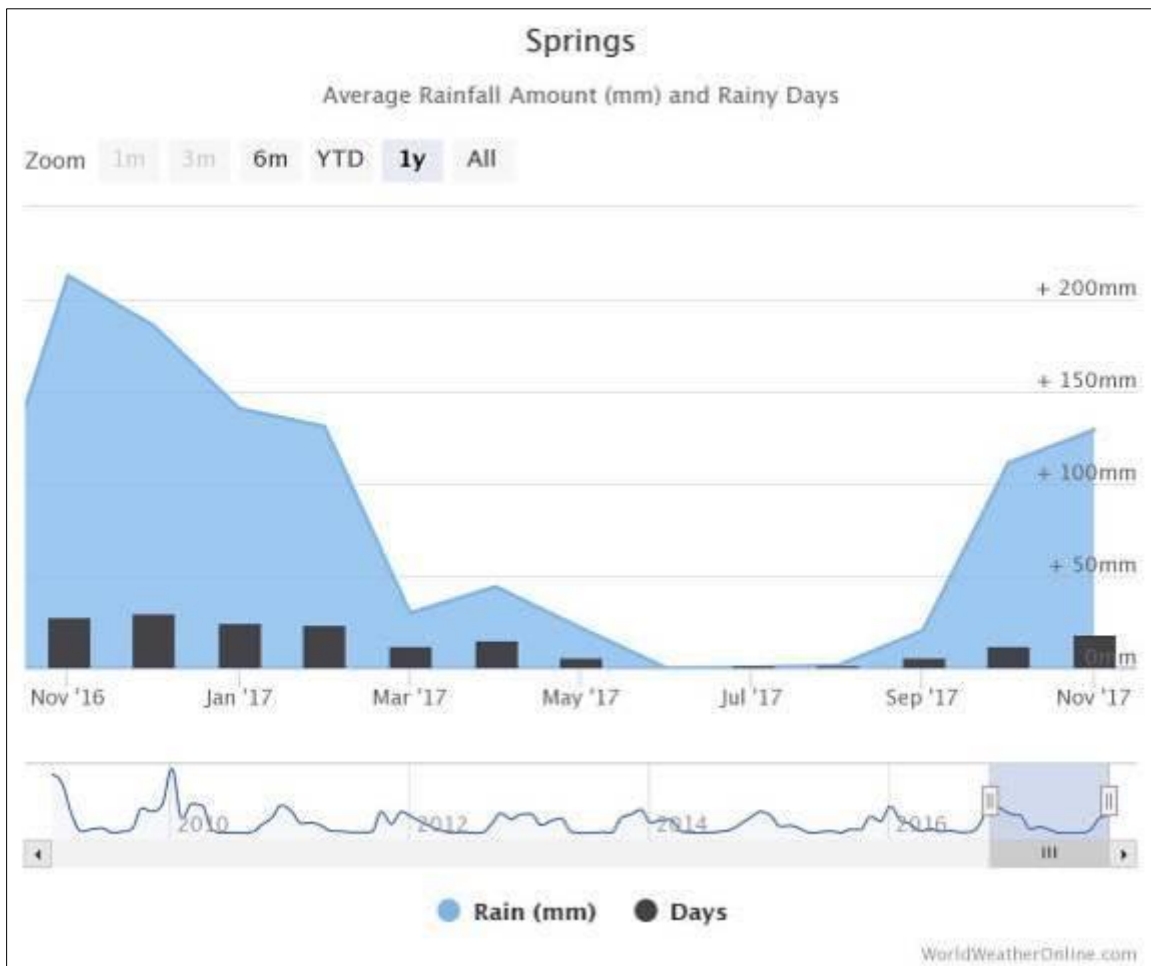 Springs
Average Rainfall Amount (mm) and Rainy Days
Zoom 1m 3m 6m YTD 1y All
+ 200mm
+ 150mm
+ 100mm
+ 50mm
0mm
Nov '16 Jan '17 Mar '17 May '17 Jul '17 Sep '17 Nov '17
2010 2012 2014 2016
Rain (mm) Days
WorldWeatherOnline.com